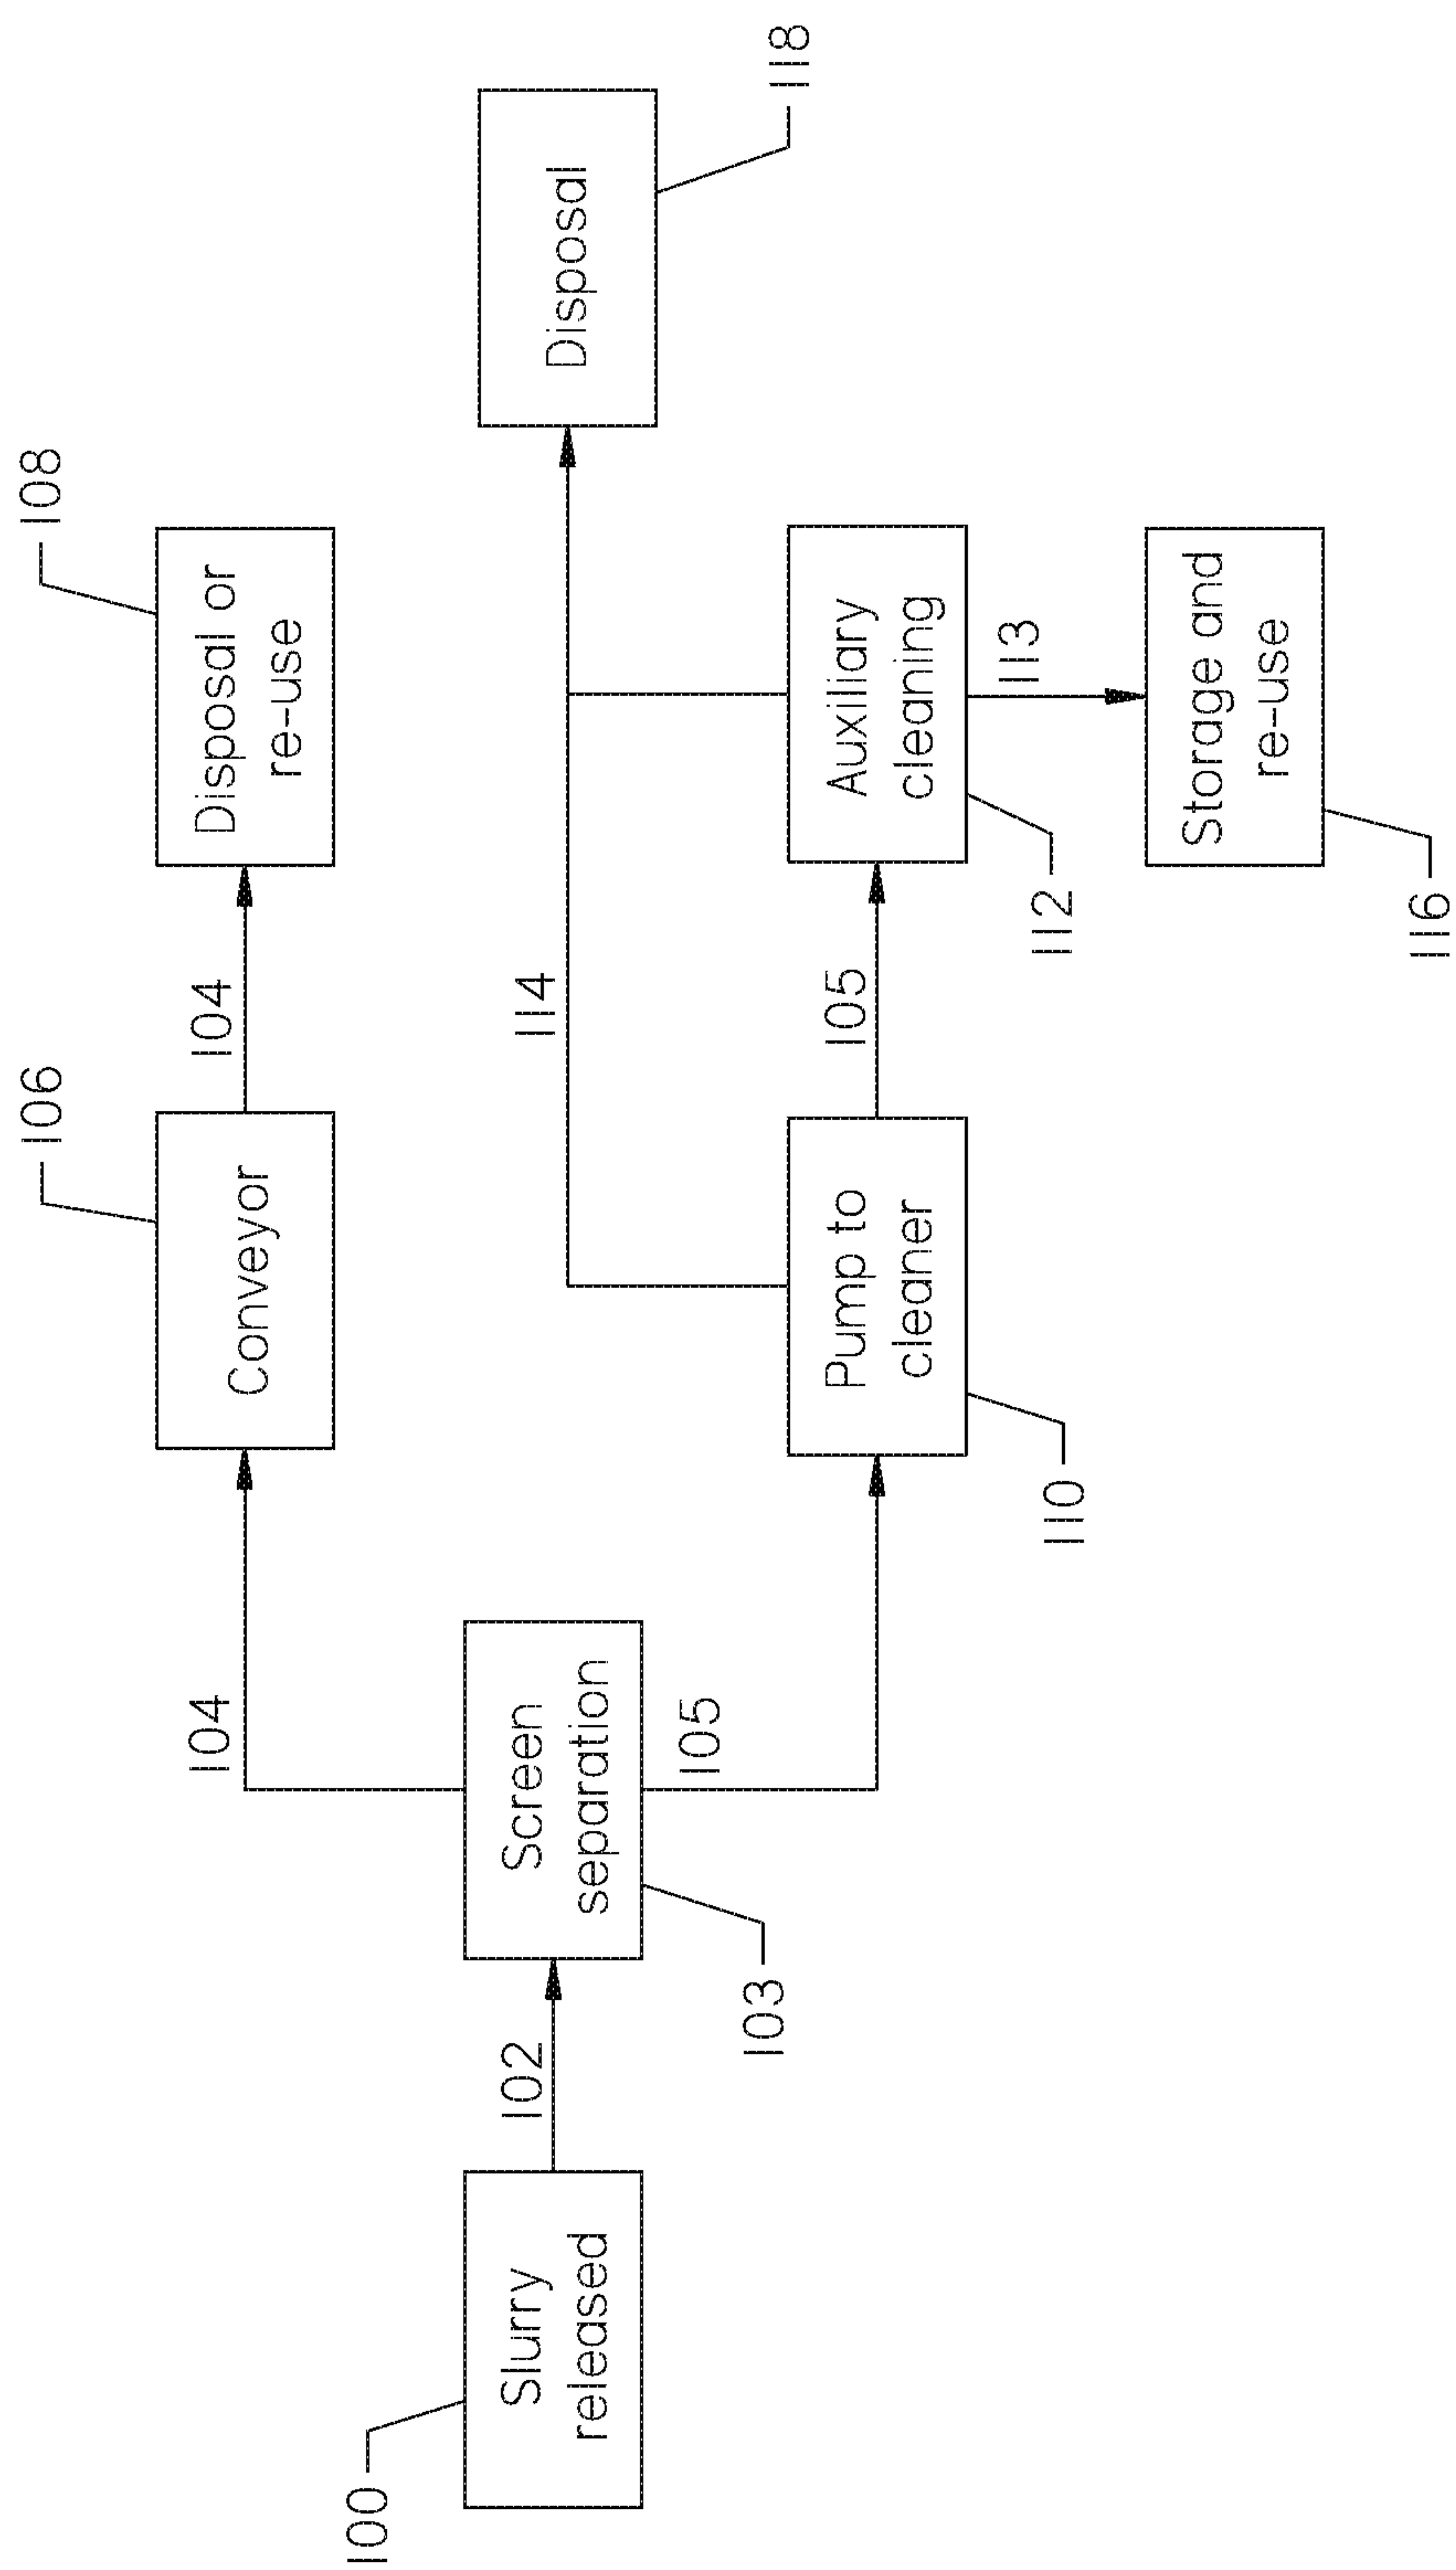 108
Disposal or
re-use
106
104
Conveyor
104
118
Disposal
114
Auxiliary
cleaning
113
Storage and
re-use
112
116
105
Pump to
cleaner
110
105
Screen
separation
103
102
Slurry
released
100